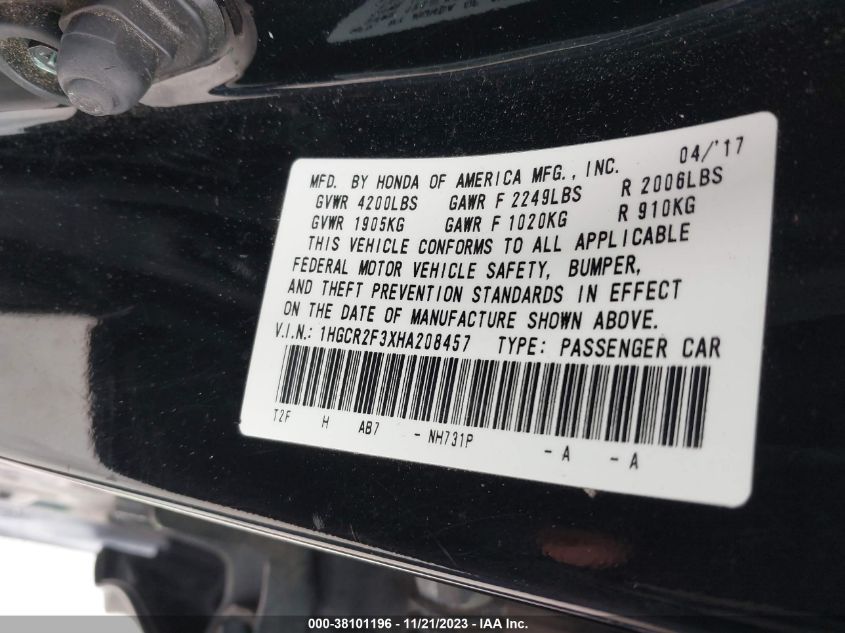 04/'17
MFD. BY HONDA OF AMERICA MFG., INC.
GVWR 4200LBS GAWR F 2249LBS R 2006LBS
GVWR 1905KG GAWR F 1020KG R 910KG
THIS VEHICLE CONFORMS TO ALL APPLICABLE
FEDERAL MOTOR VEHICLE SAFETY, BUMPER,
AND THEFT PREVENTION STANDARDS IN EFFECT
ON THE DATE OF MANUFACTURE SHOWN ABOVE.
V.I.N.: 1HGCR2F3XHA208457 TYPE: PASSENGER CAR
T2F H AB7 - NH731P - A - A
000-38101196 - 11/21/2023 - IAA Inc.